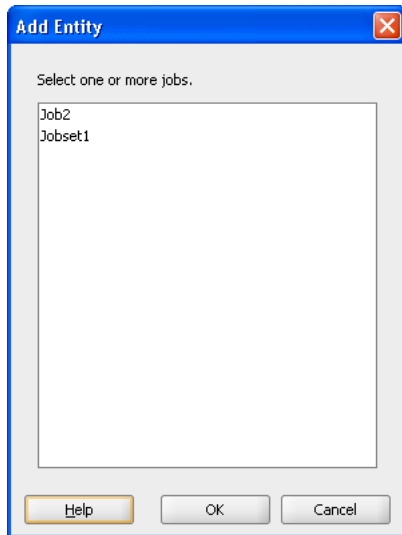 Add Entity
Select one or more jobs.
Job2
Jobset1
Help OK Cancel